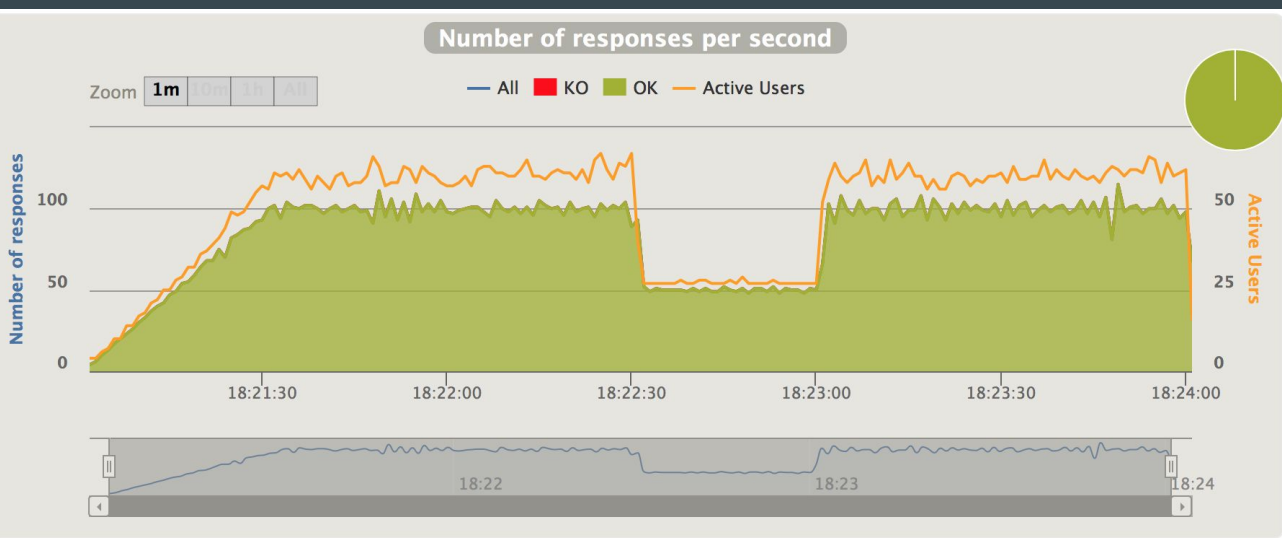 Number of responses per second
Zoom 1m 10m 1h All
All KO OK Active Users
Number of responses
100
50
0
50
25
0
Active Users
18:21:30 18:22:00 18:22:30 18:23:00 18:23:30 18:24:00
18:22 18:23 18:24